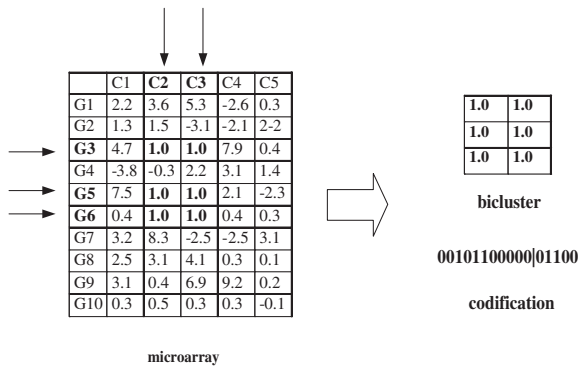 C1 C2 C3 C4 C5
G1 2.2 3.6 5.3 -2.6 0.3
G2 1.3 1.5 -3.1 -2.1 2-2
G3 4.7 1.0 1.0 7.9 0.4
G4 -3.8 -0.3 2.2 3.1 1.4
G5 7.5 1.0 1.0 2.1 -2.3
G6 0.4 1.0 1.0 0.4 0.3
G7 3.2 8.3 -2.5 -2.5 3.1
G8 2.5 3.1 4.1 0.3 0.1
G9 3.1 0.4 6.9 9.2 0.2
G10 0.3 0.5 0.3 0.3 -0.1
microarray
1.0 1.0
1.0 1.0
1.0 1.0
bicluster
00101100000|01100
codification